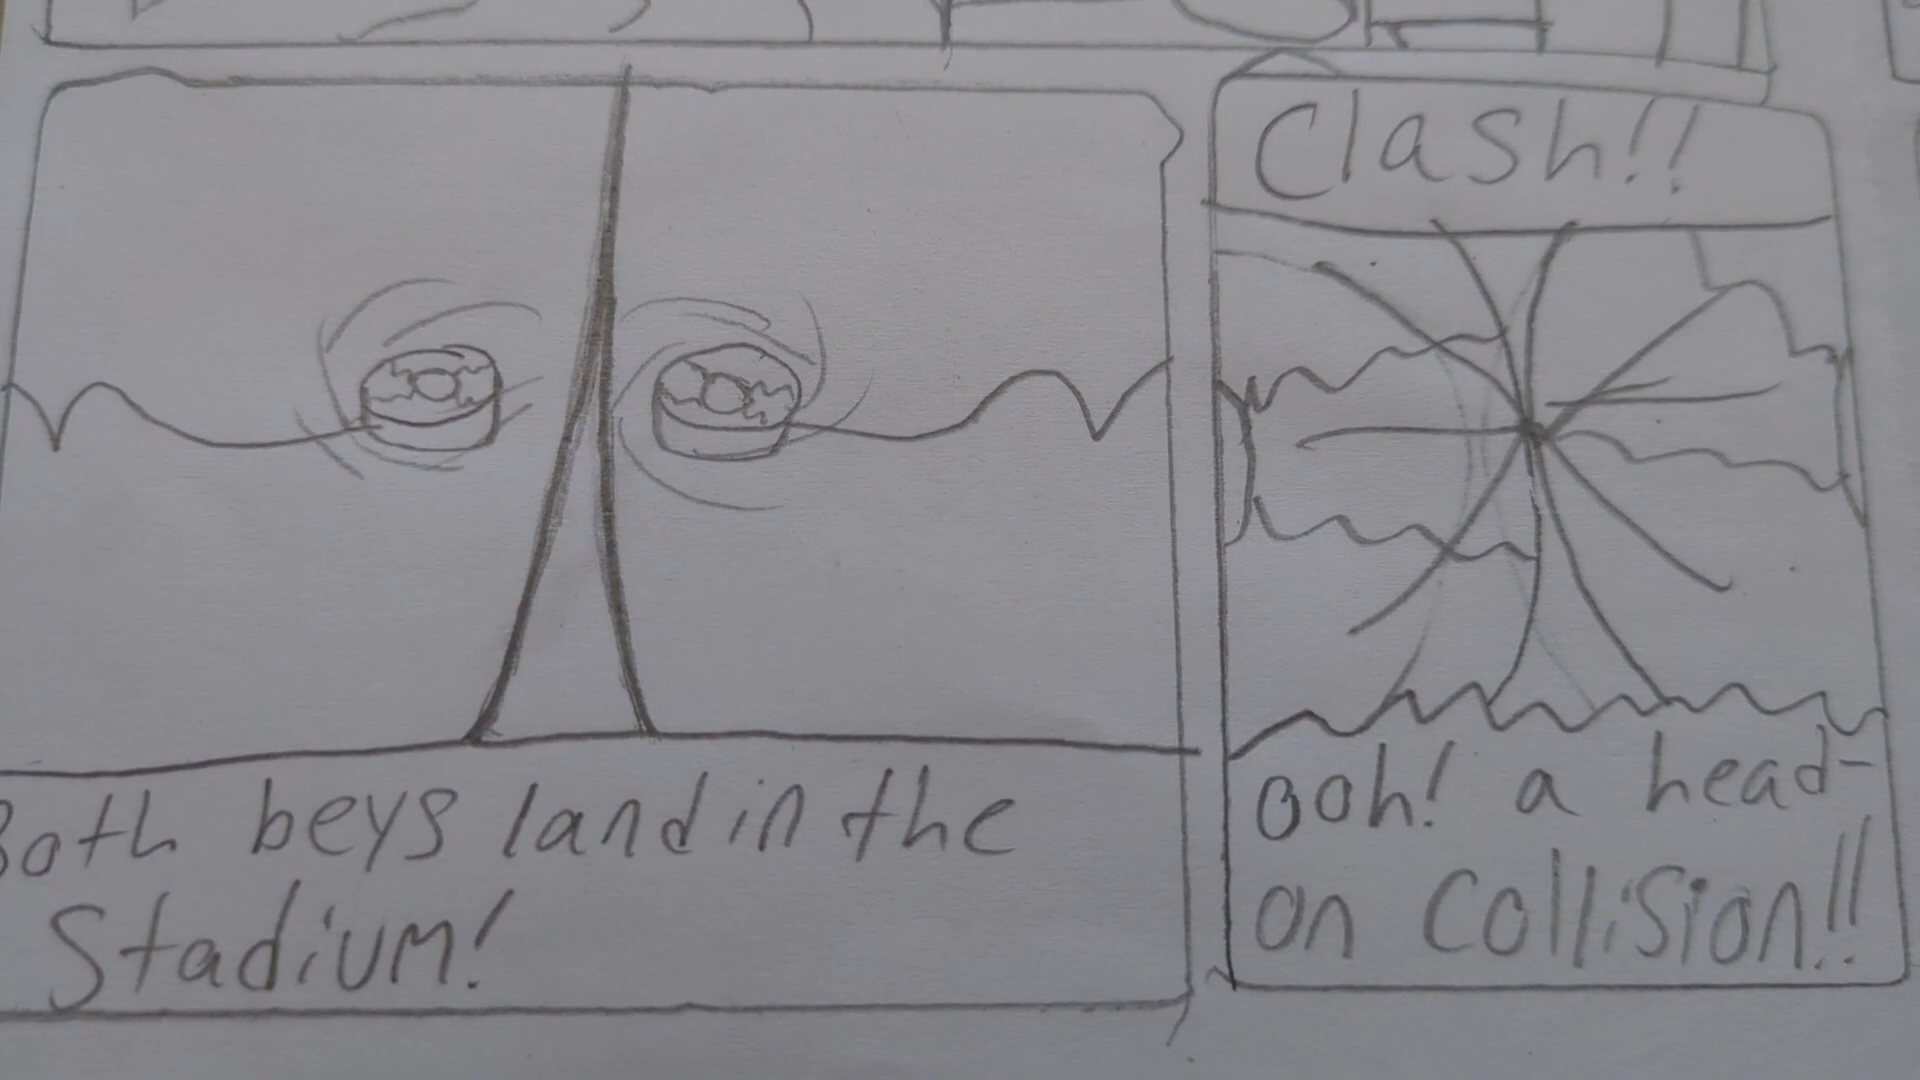 Both beys land in the
Stadium!
Clash!!
ooh! a head-
on Collision!!